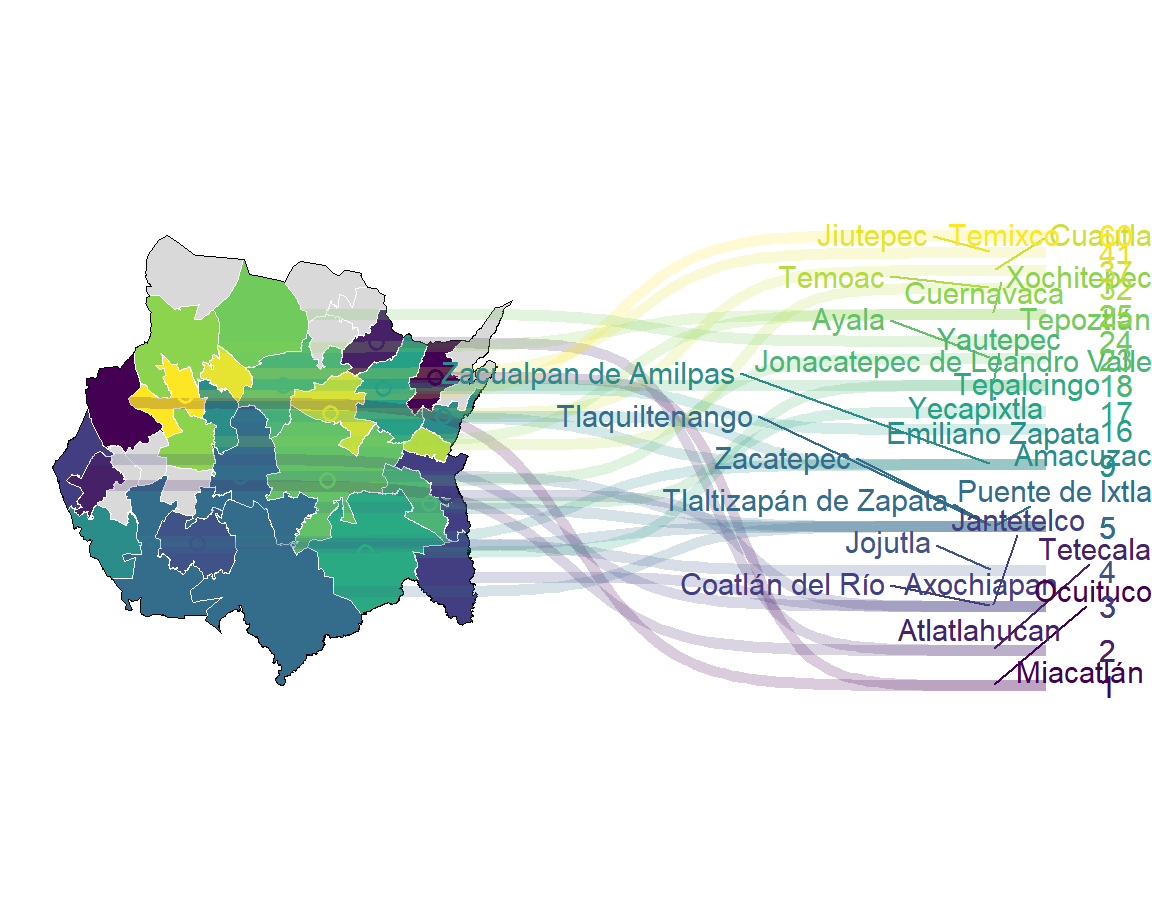 Jiutepec Temixco Cuautla 60
41
Temoac Xochitepec 37
Cuernavaca 32
Ayala Tepoztlán 25
Yautepec 24
Jonacatepec de Leandro Valle 23
Zacualpan de Amilpas Tepalcingo 18
Tlaquiltenango Yecapixtla 17
Emiliano Zapata 16
Zacatepec Amacuzac 9
Tlaltizapán de Zapata Puente de Ixtla
Jantetelco 5
Jojutla Tetecala
4
Coatlán del Río Axochiapan Ocuituco
3
Atlatlahucan
2
Miacatlán
1